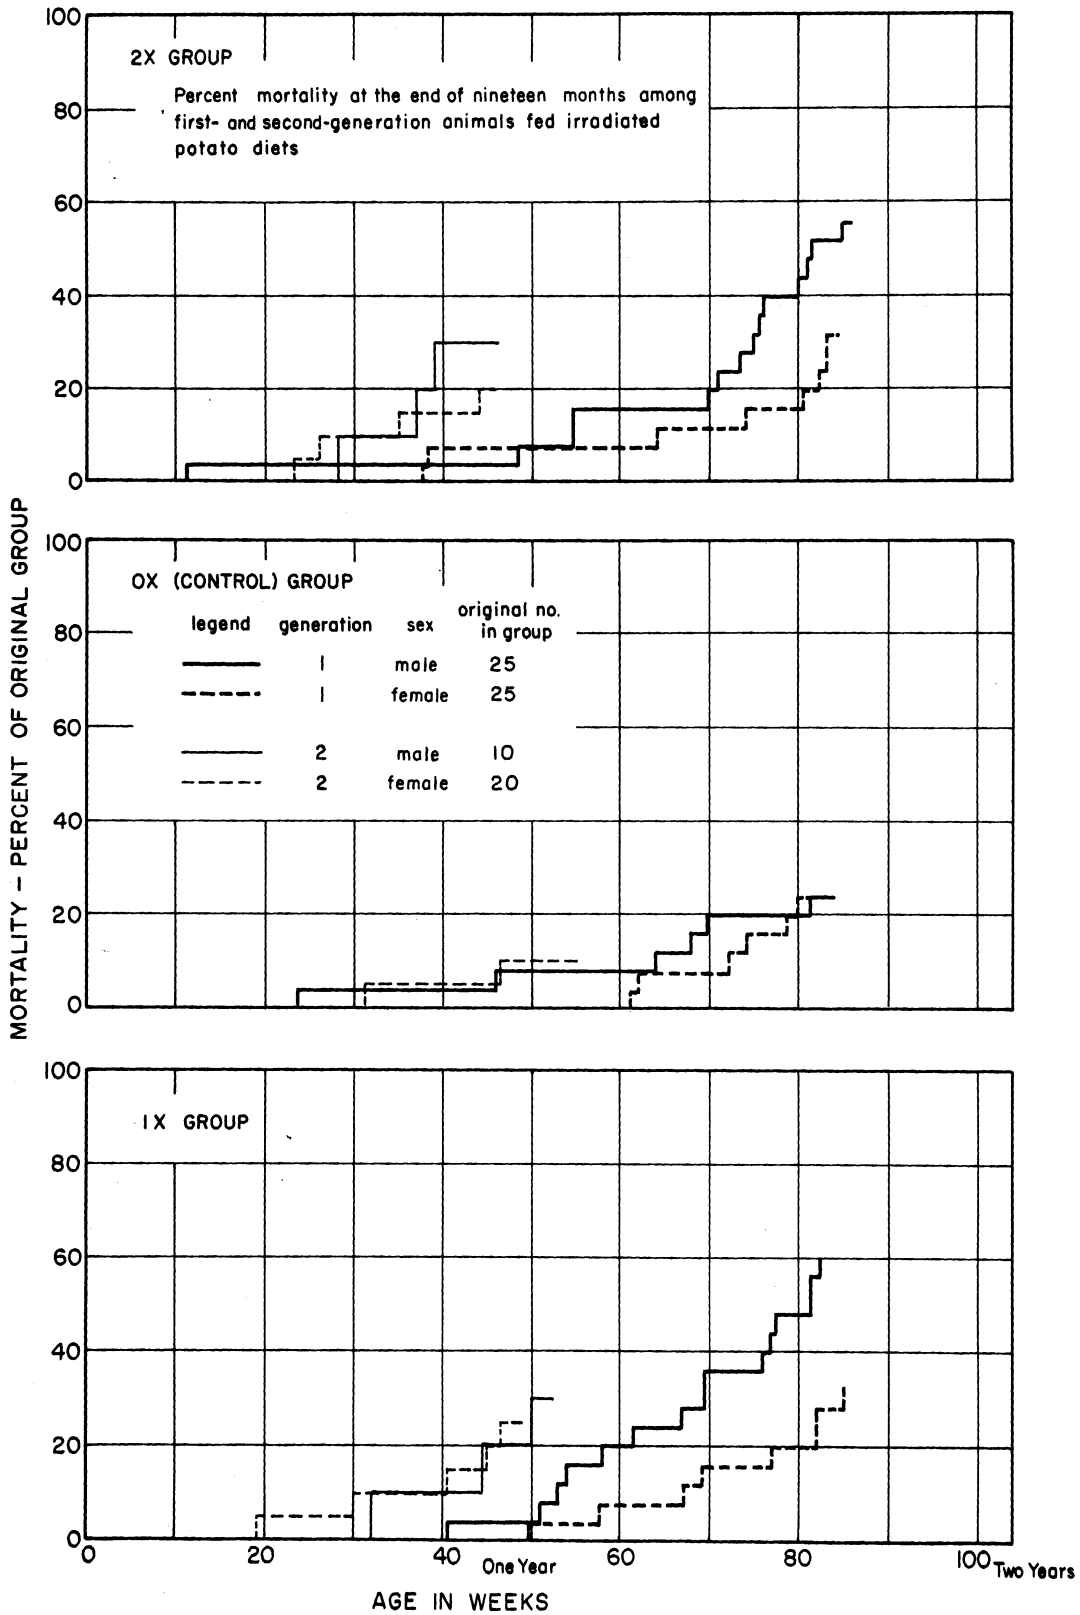 MORTALITY – PERCENT OF ORIGINAL GROUP
100
80
60
40
20
0
2X GROUP
Percent mortality at the end of nineteen months among
first- and second-generation animals fed irradiated
potato diets
100
80
60
40
20
0
0X (CONTROL) GROUP
legend generation sex original no. in group
1 male 25
1 female 25
2 male 10
2 female 20
100
80
60
40
20
0
1X GROUP
0 20 40 One Year 60 80 100 Two Years
AGE IN WEEKS